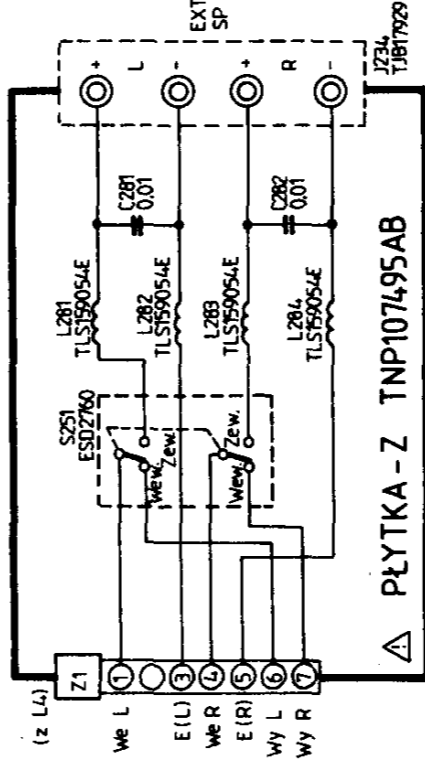 (z L4)
Z1
We L
1
E(L)
3
We R
4
E(R)
5
Wy L
6
Wy R
7
S251
ESD2760
Wew.
Zew.
Wew.
Zew.
L281
TLS159054E
L282
TLS159054E
L283
TLS159054E
L284
TLS159054E
C281
0,01
C282
0,01
EXT
SP
+
L
-
+
R
-
J234
TJB17929
⚠ PŁYTKA - Z TNP107495AB